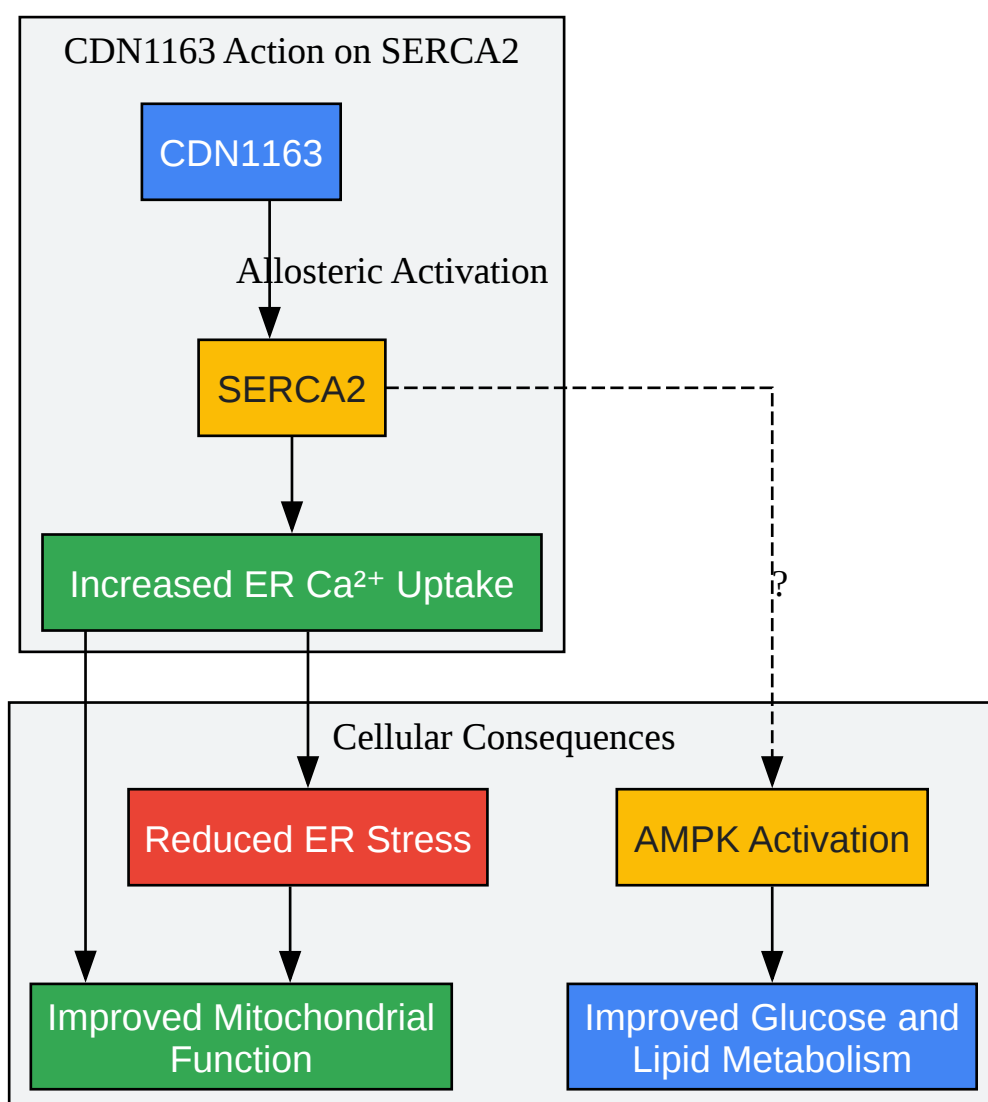 CDN1163 Action on SERCA2
CDN1163
Allosteric Activation
SERCA2
Increased ER Ca²⁺ Uptake
?
Cellular Consequences
Reduced ER Stress
AMPK Activation
Improved Mitochondrial
Function
Improved Glucose and
Lipid Metabolism